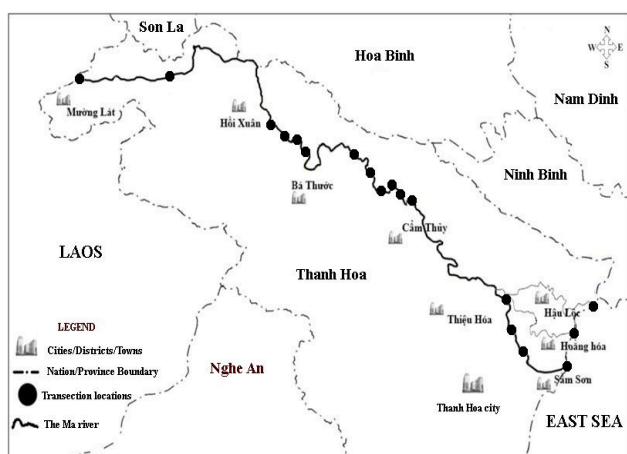 Son La
Hoa Binh
N
W E
S
Nam Dinh
Mường Lát
Hồi Xuân
Ninh Binh
Bá Thước
Cẩm Thủy
LAOS
Thanh Hoa
Thiệu Hóa
Hậu Lộc
Hoằng hóa
LEGEND
Cities/Districts/Towns
Nation/Province Boundary
Transection locations
The Ma river
Nghe An
Sầm Sơn
Thanh Hoa city
EAST SEA